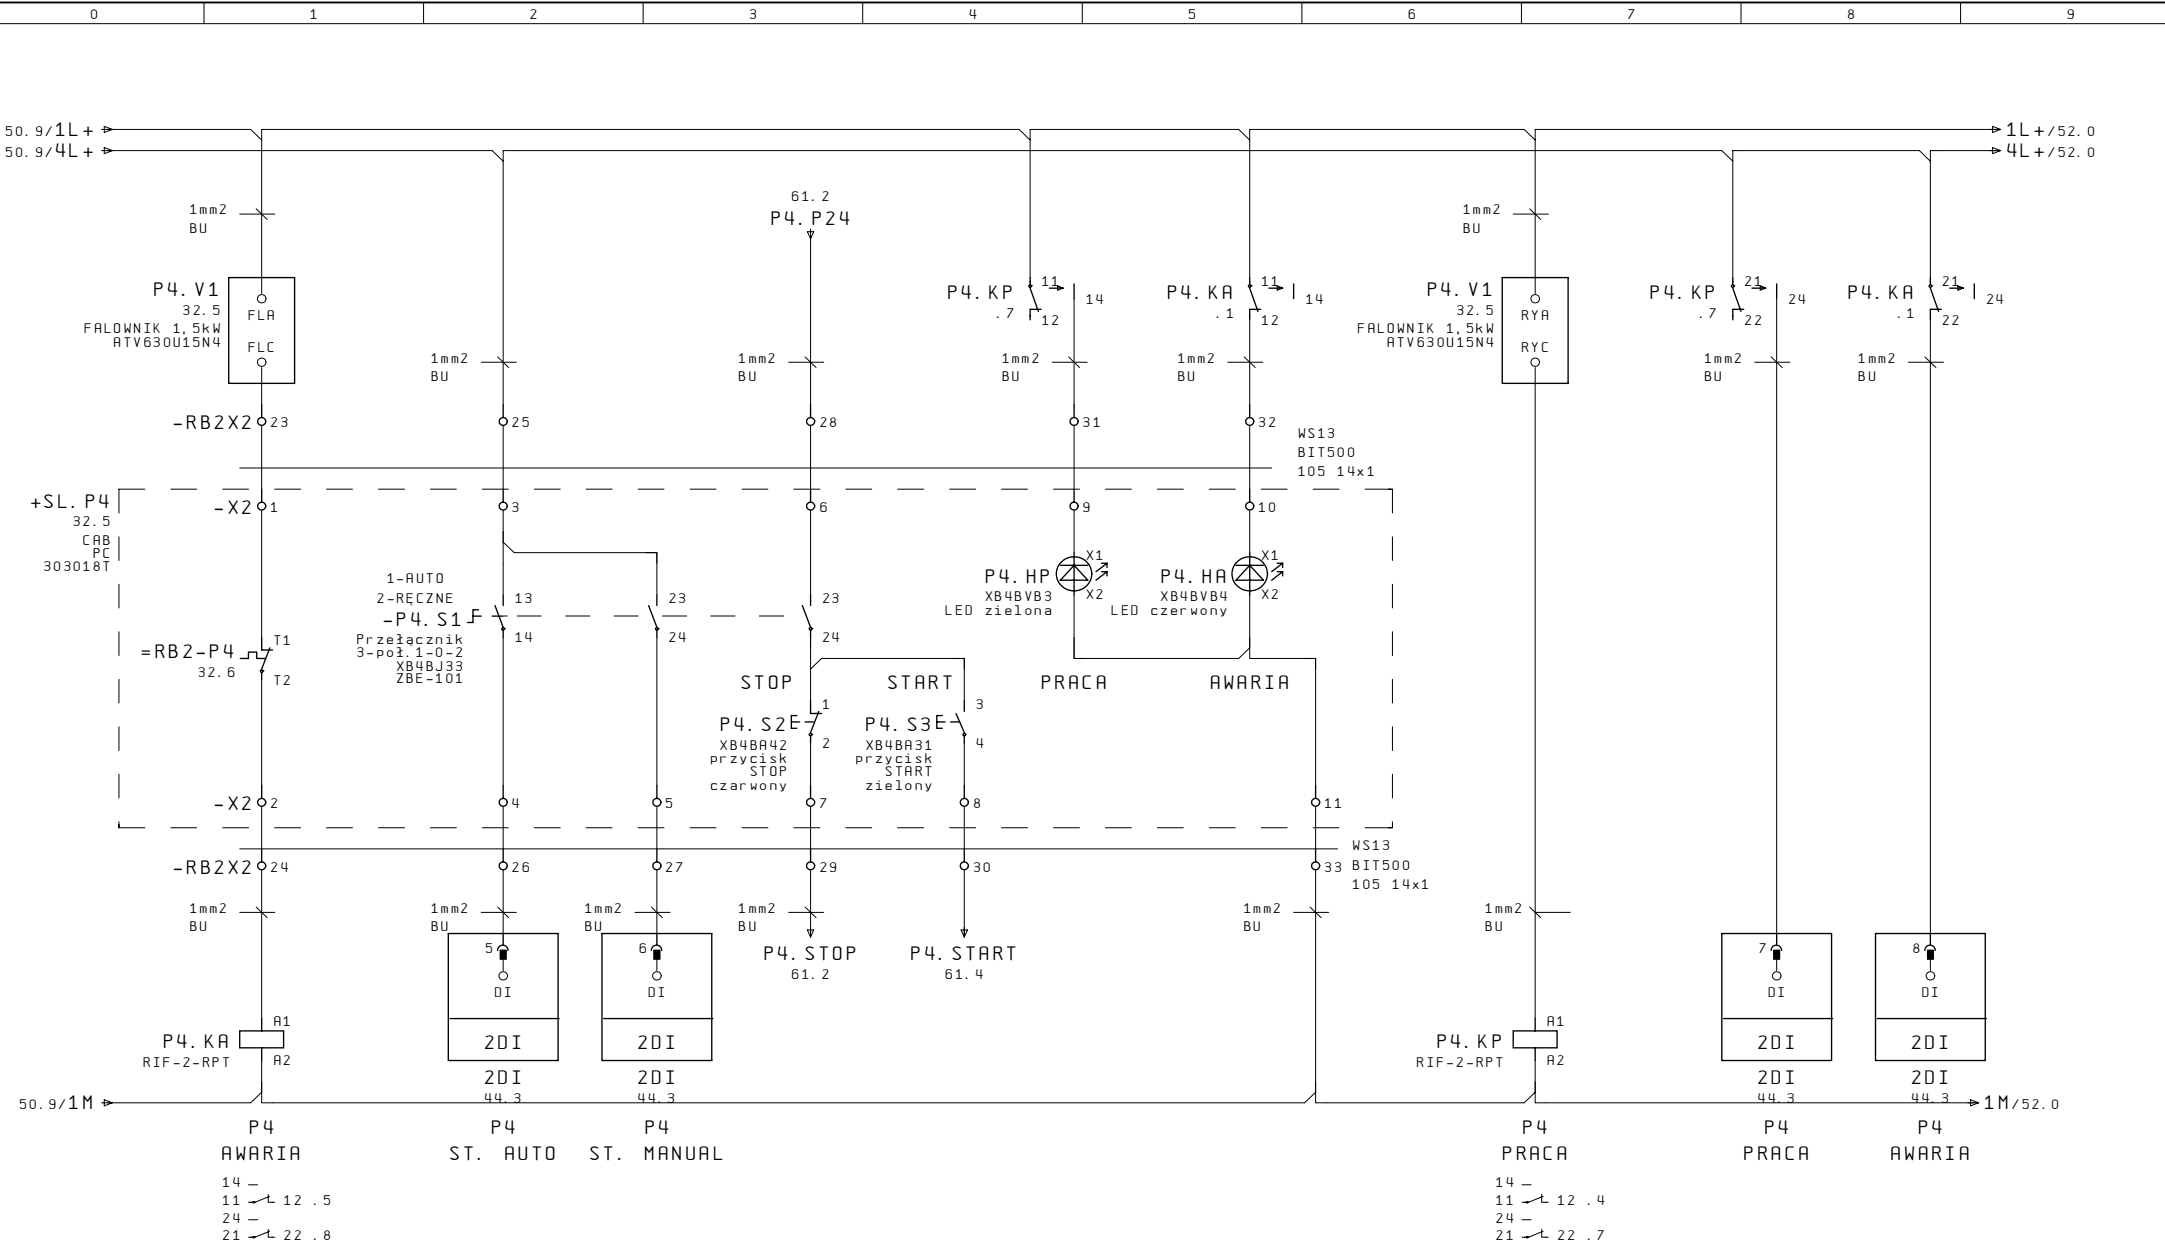 0 1 2 3 4 5 6 7 8 9
50.9/1L+ 1L+/52.0
50.9/4L+ 4L+/52.0
61.2
P4.P24
1mm2
BU
1mm2
BU
P4.V1
32.5
FALOWNIK 1,5kW
ATV630U15N4
FLA
FLC
P4.KP
.7
11
12
14
P4.KA
.1
11
12
14
P4.V1
32.5
FALOWNIK 1,5kW
ATV630U15N4
RYA
RYC
P4.KP
.7
21
22
24
P4.KA
.1
21
22
24
1mm2
BU
1mm2
BU
1mm2
BU
1mm2
BU
1mm2
BU
1mm2
BU
-RB2X2 23 25 28 31 32
WS13
BIT500
105 14x1
+SL.P4
32.5
CAB
PC
303018T
-X2 1 3 6 9 10
1-AUTO
2-RĘCZNE
-P4.S1
Przełącznik
3-poł.1-0-2
XB4BJ33
ZBE-101
13
14
23
24
23
24
P4.HP
XB4BVB3
LED zielona
X1
X2
P4.HA
XB4BVB4
LED czerwony
X1
X2
=RB2-P4
32.6
T1
T2
STOP START PRACA AWARIA
P4.S2
XB4BA42
przycisk
STOP
czarwony
1
2
P4.S3
XB4BA31
przycisk
START
zielony
3
4
-X2 2 4 5 7 8 11
-RB2X2 24 26 27 29 30 33
WS13
BIT500
105 14x1
1mm2
BU
1mm2
BU
1mm2
BU
1mm2
BU
1mm2
BU
1mm2
BU
5
DI
2DI
6
DI
2DI
P4.STOP
61.2
P4.START
61.4
7
DI
2DI
8
DI
2DI
P4.KA
RIF-2-RPT
A1
A2
P4.KP
RIF-2-RPT
A1
A2
2DI
44.3
2DI
44.3
2DI
44.3
2DI
44.3
50.9/1M 1M/52.0
P4 P4 P4 P4 P4 P4
AWARIA ST. AUTO ST. MANUAL PRACA PRACA AWARIA
14
11 12 .5
24
21 22 .8
14
11 12 .4
24
21 22 .7